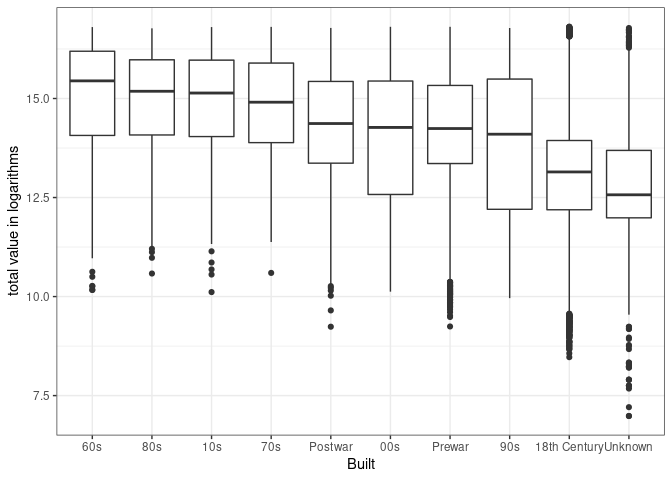 total value in logarithms
15.0
12.5
10.0
7.5
60s 80s 10s 70s Postwar 00s Prewar 90s 18th Century Unknown
Built